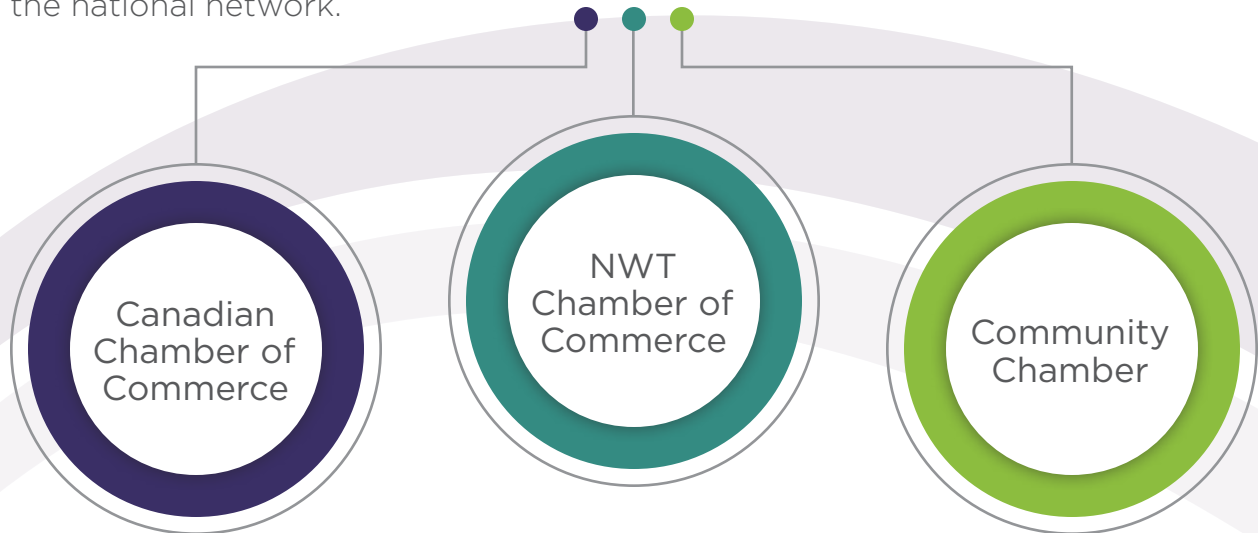 the national network.
Canadian
Chamber of
Commerce
NWT
Chamber of
Commerce
Community
Chamber